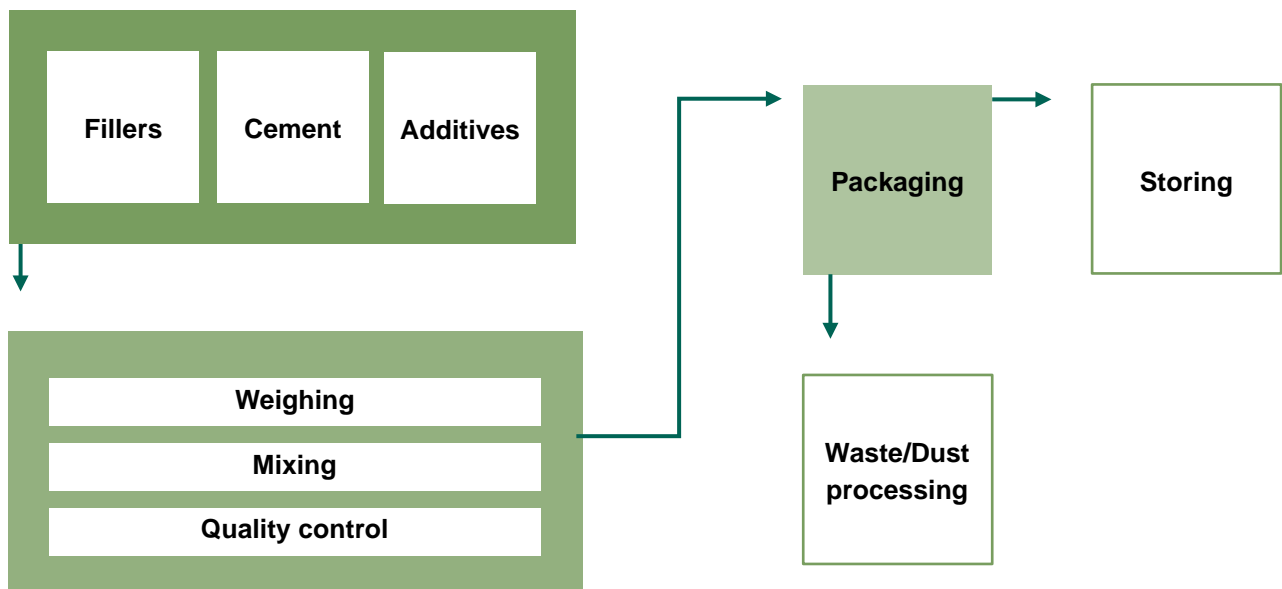 Fillers
Cement
Additives
Weighing
Mixing
Quality control
Packaging
Storing
Waste/Dust
processing